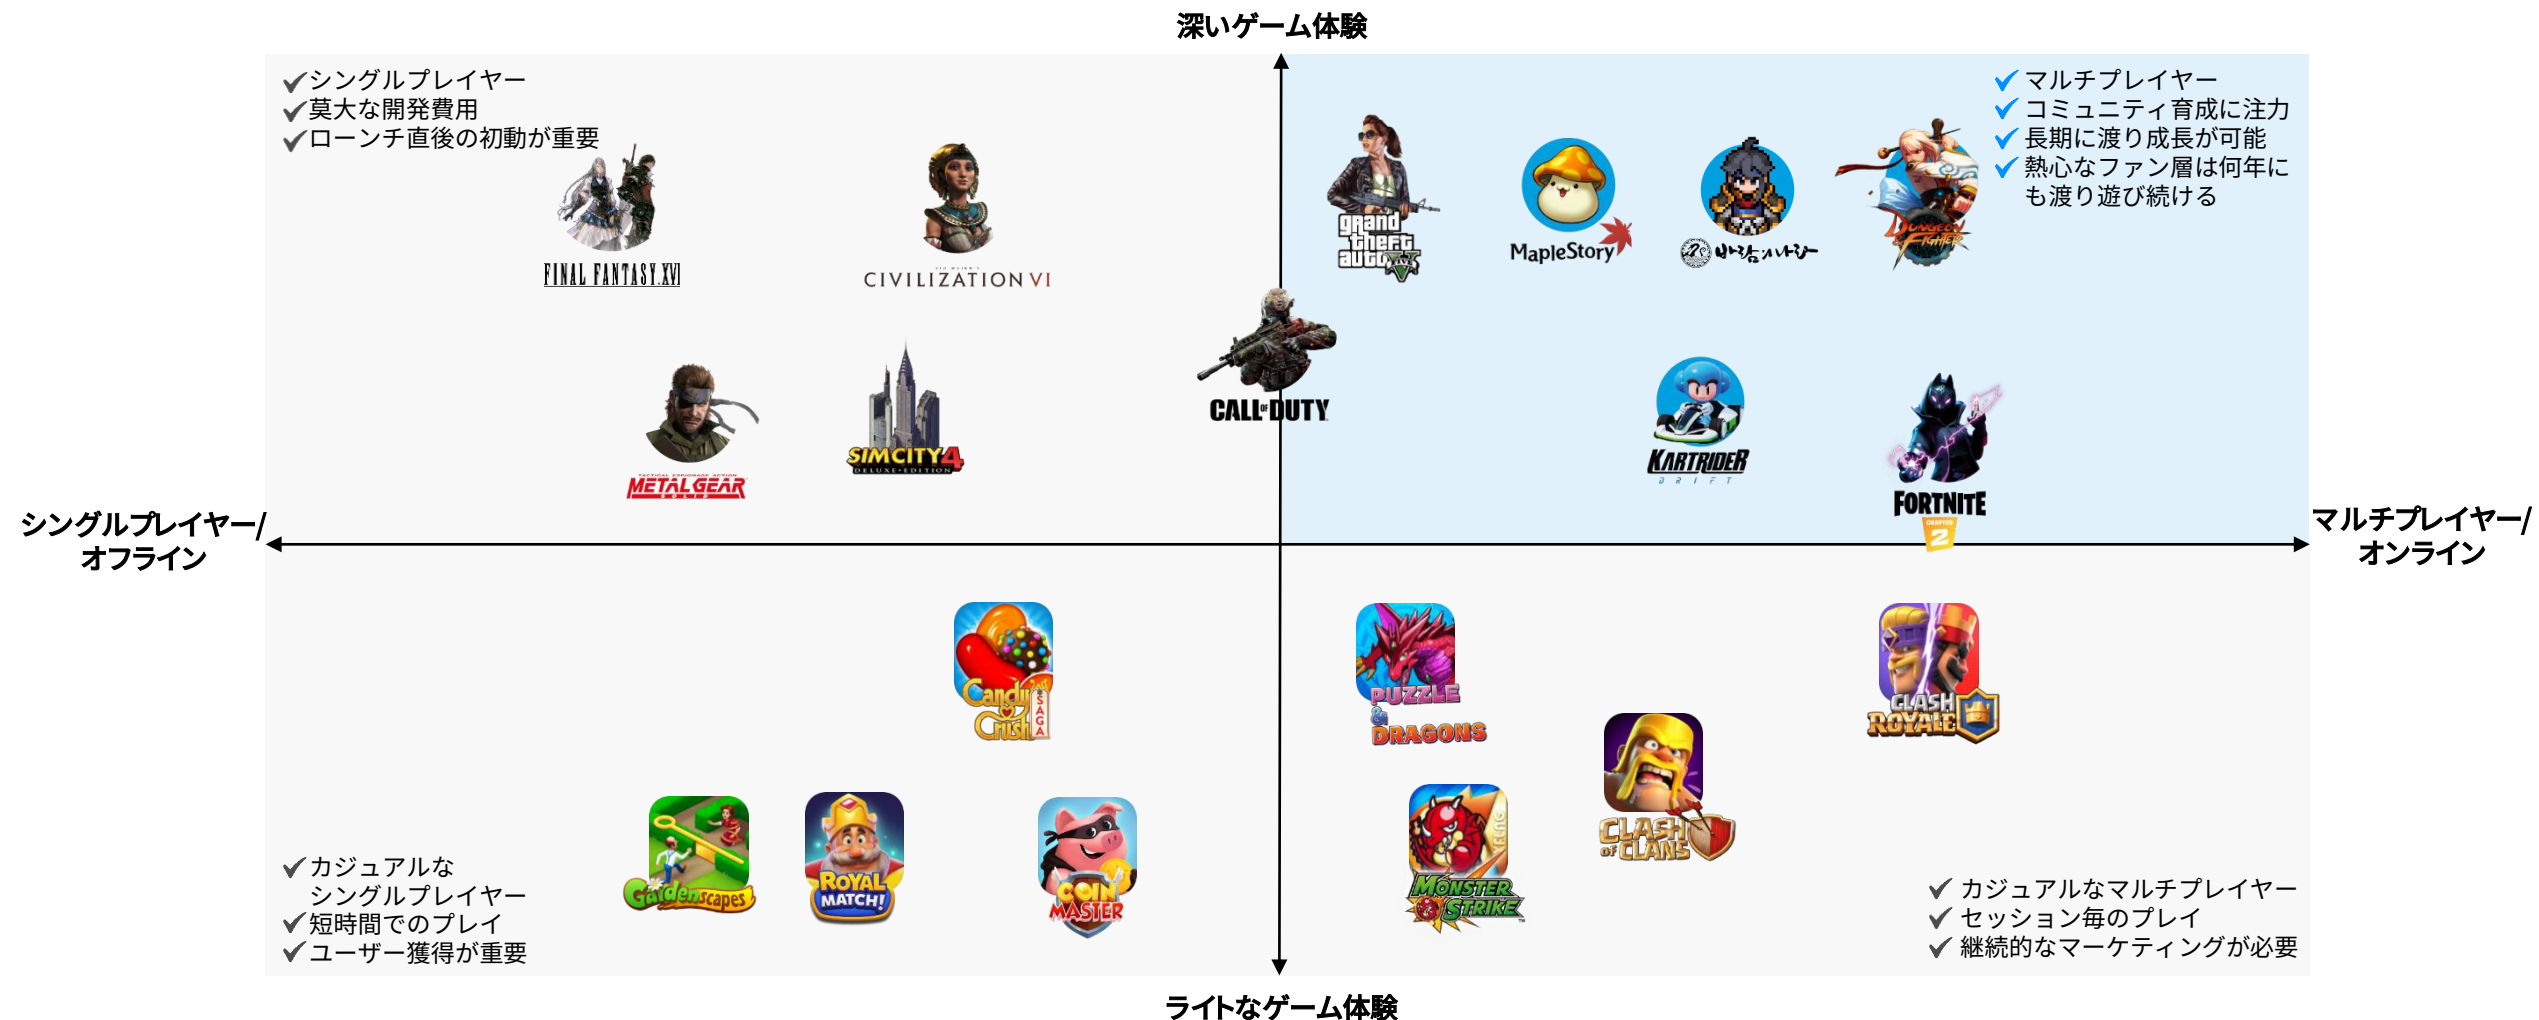 深いゲーム体験
シングルプレイヤー
莫大な開発費用
ローンチ直後の初動が重要
マルチプレイヤー
コミュニティ育成に注力
長期に渡り成長が可能
熱心なファン層は何年に
も渡り遊び続ける
FINAL FANTASY XVI
CIVILIZATION VI
grand
theft
auto
FIVE
MapleStory
바람의나라
DUNGEON
& FIGHTER
CALL OF DUTY
TACTICAL ESPIONAGE ACTION
METAL GEAR
SOLID
SIMCITY 4
DELUXE EDITION
KARTRIDER
DRIFT
FORTNITE
CHAPTER
2
シングルプレイヤー/
オフライン
マルチプレイヤー/
オンライン
Candy
Crush
SAGA
PUZZLE
&
DRAGONS
CLASH
ROYALE
CLASH
OF CLANS
Gardenscapes
ROYAL
MATCH!
COIN
MASTER
MONSTER
STRIKE
カジュアルな
シングルプレイヤー
短時間でのプレイ
ユーザー獲得が重要
カジュアルなマルチプレイヤー
セッション毎のプレイ
継続的なマーケティングが必要
ライトなゲーム体験